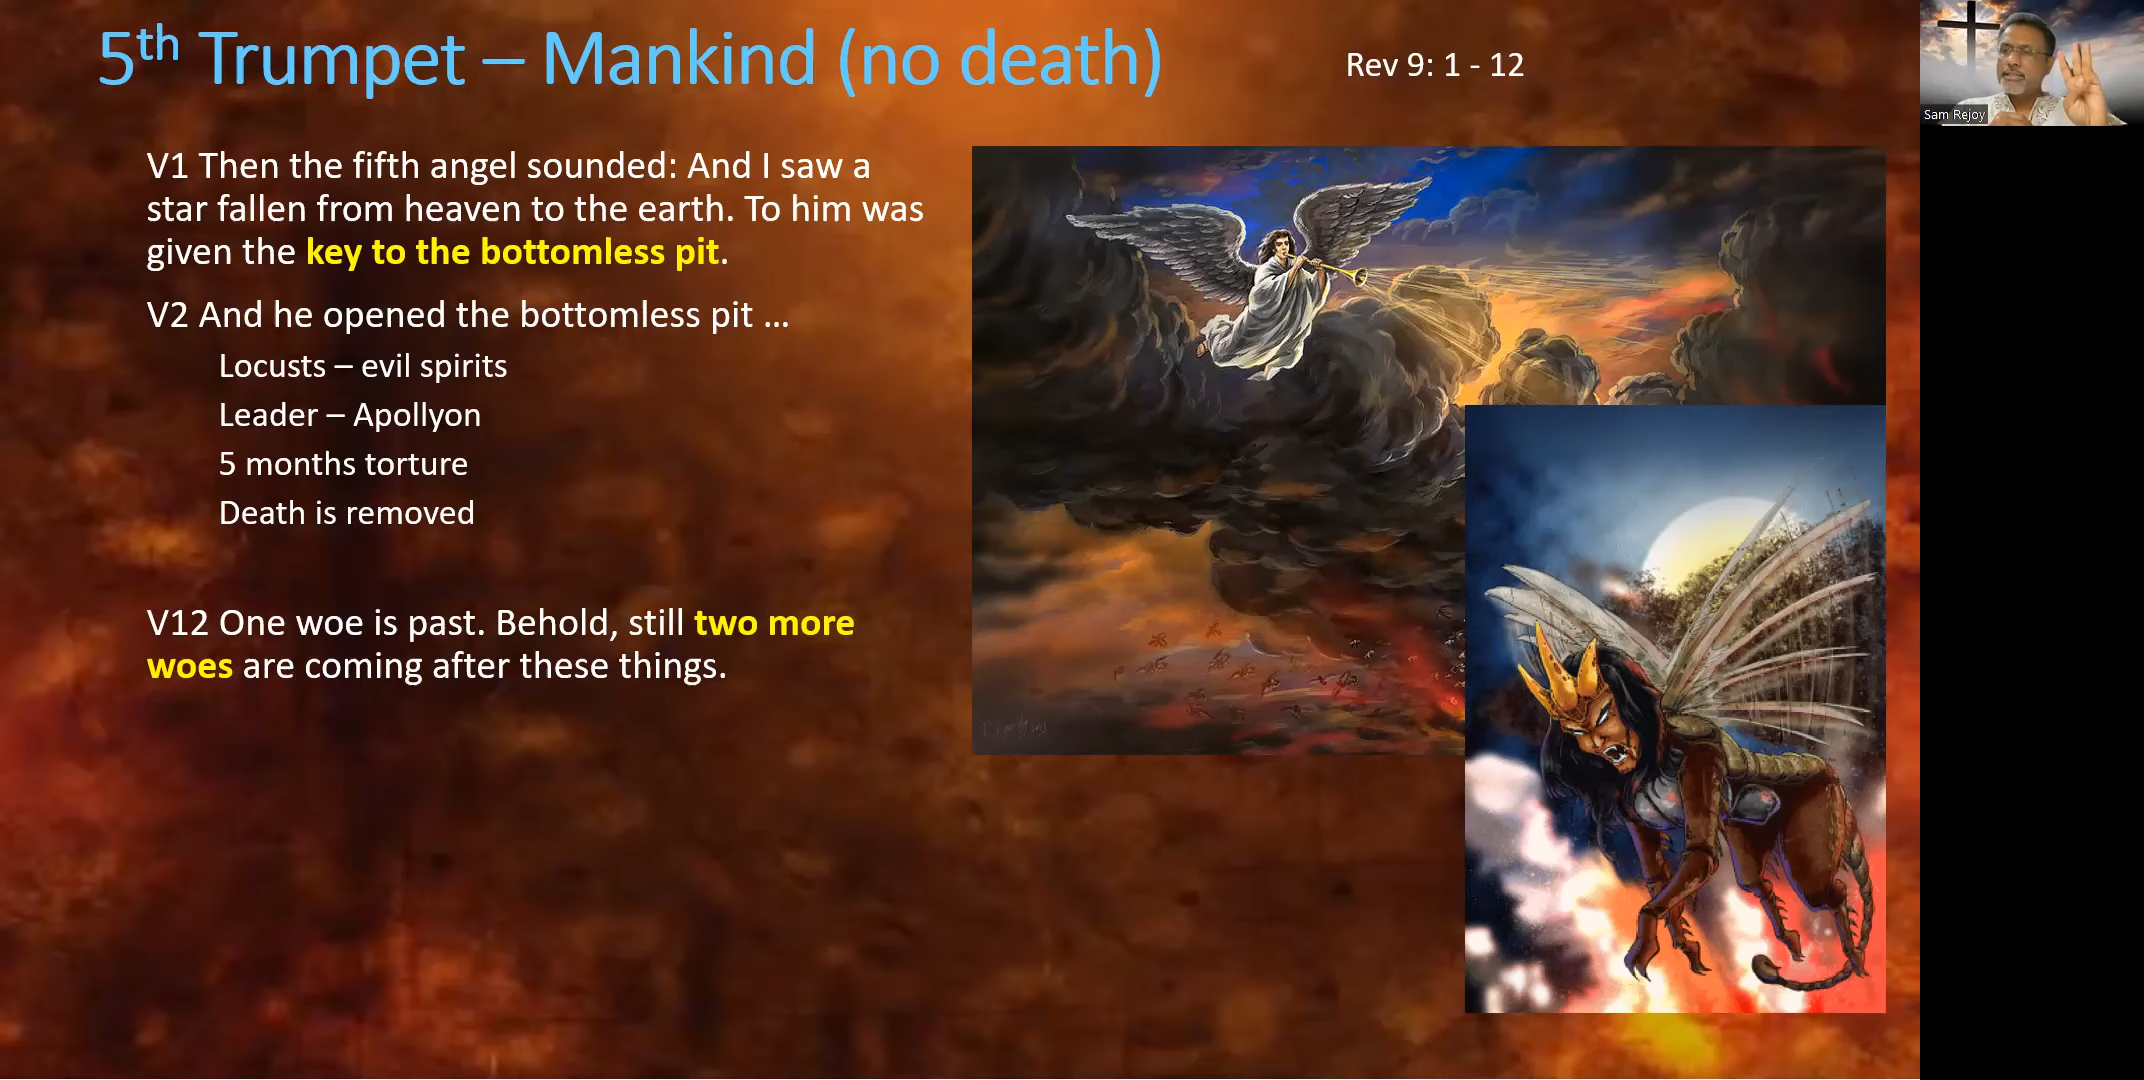 5th Trumpet – Mankind (no death)
Rev 9: 1 - 12
Sam Rejoy
V1 Then the fifth angel sounded: And I saw a
star fallen from heaven to the earth. To him was
given the key to the bottomless pit.
V2 And he opened the bottomless pit ...
Locusts – evil spirits
Leader – Apollyon
5 months torture
Death is removed
V12 One woe is past. Behold, still two more
woes are coming after these things.